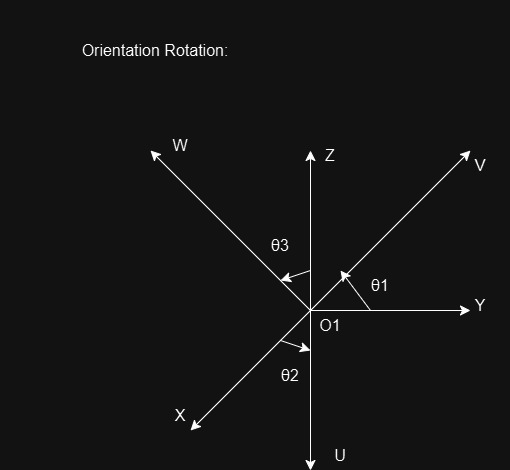 Orientation Rotation:
W
Z
V
θ3
θ1
Y
O1
θ2
X
U